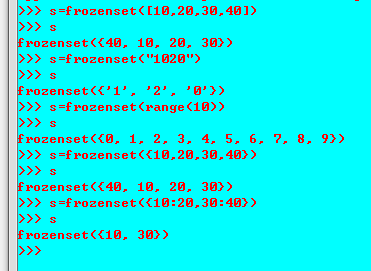 >>> s=frozenset([10,20,30,40])
>>> s
frozenset({40, 10, 20, 30})
>>> s=frozenset("1020")
>>> s
frozenset({'1', '2', '0'})
>>> s=frozenset(range(10))
>>> s
frozenset({0, 1, 2, 3, 4, 5, 6, 7, 8, 9})
>>> s=frozenset({10,20,30,40})
>>> s
frozenset({40, 10, 20, 30})
>>> s=frozenset({10:20,30:40})
>>> s
frozenset({10, 30})
>>>